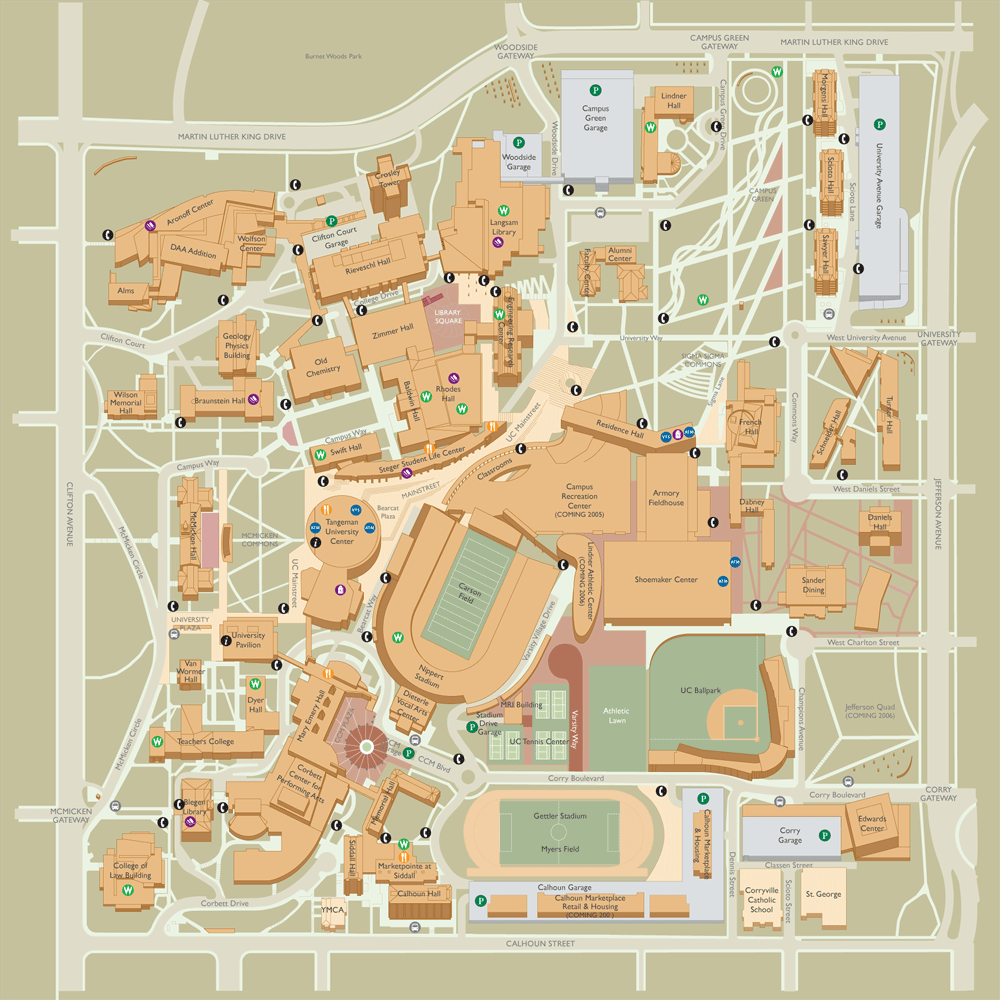 Burnet Woods Park
WOODSIDE
GATEWAY
CAMPUS GREEN
GATEWAY
MARTIN LUTHER KING DRIVE
MARTIN LUTHER KING DRIVE
P
Campus
Green
Garage
Lindner
Hall
W
W
Campus Green Drive
Morgens Hall
P
University Avenue Garage
P
Woodside
Garage
Woodside Drive
Crosley
Tower
Scioto Hall
Scioto Lane
CAMPUS
GREEN
Aronoff Center
DAA Addition
Wolfson
Center
Alms
P
Clifton Court
Garage
Rieveschl Hall
W
Langsam
Library
Faculty Center
Alumni
Center
Sawyer Hall
W
College Drive
LIBRARY
SQUARE
Zimmer Hall
W
Engineering Research
Center
Clifton Court
Geology
Physics
Building
Old
Chemistry
University Way
West University Avenue
UNIVERSITY
GATEWAY
SIGMA SIGMA
COMMONS
Sigma Lane
Wilson
Memorial
Hall
Braunstein Hall
Baldwin Hall
Rhodes
Hall
W
W
UC Mainstreet
Residence Hall
VPS
ATM
French
Hall
Commons Way
Schneider Hall
Turner Hall
Campus Way
W
Swift Hall
Steger Student Life Center
Classrooms
Campus Way
MAINSTREET
Bearcat
Plaza
Campus
Recreation
Center
(COMING 2005)
Armory
Fieldhouse
West Daniels Street
CLIFTON AVENUE
JEFFERSON AVENUE
McMicken Circle
McMicken Hall
MCMICKEN
COMMONS
VPS
ATM
ATM
i
Tangeman
University
Center
Dabney
Hall
Daniels
Hall
Carson
Field
Lindner Athletic Center
(COMING 2006)
Shoemaker Center
ATM
ATM
Sander
Dining
UC Mainstreet
Bearcat Way
UNIVERSITY
PLAZA
i
University
Pavilion
W
Nippert
Stadium
Varsity Village Drive
West Charlton Street
Van
Wormer
Hall
W
Dyer
Hall
Mary Emery Hall
Dieterle
Vocal Arts
Center
MRI Building
UC Ballpark
Jefferson Quad
(COMING 2006)
Athletic
Lawn
Varsity Way
Champions Avenue
P
Stadium
Drive
Garage
UC Tennis Center
W
Teachers College
McMicken Circle
P
CCM Blvd
Corbett
Center for
Performing Arts
Corry Boulevard
Corry Boulevard
CORRY
GATEWAY
MCMICKEN
GATEWAY
Blegen
Library
Memorial Hall
Gettler Stadium
Myers Field
P
Calhoun Marketplace
& Housing
Corry
Garage
P
Edwards
Center
College of
Law Building
W
Siddall Hall
W
Marketpointe at
Siddall
Classen Street
Dennis Street
Corryville
Catholic
School
Scioto Street
St. George
Calhoun Hall
P
Calhoun Garage
Calhoun Marketplace
Retail & Housing
Corbett Drive
YMCA
CALHOUN STREET